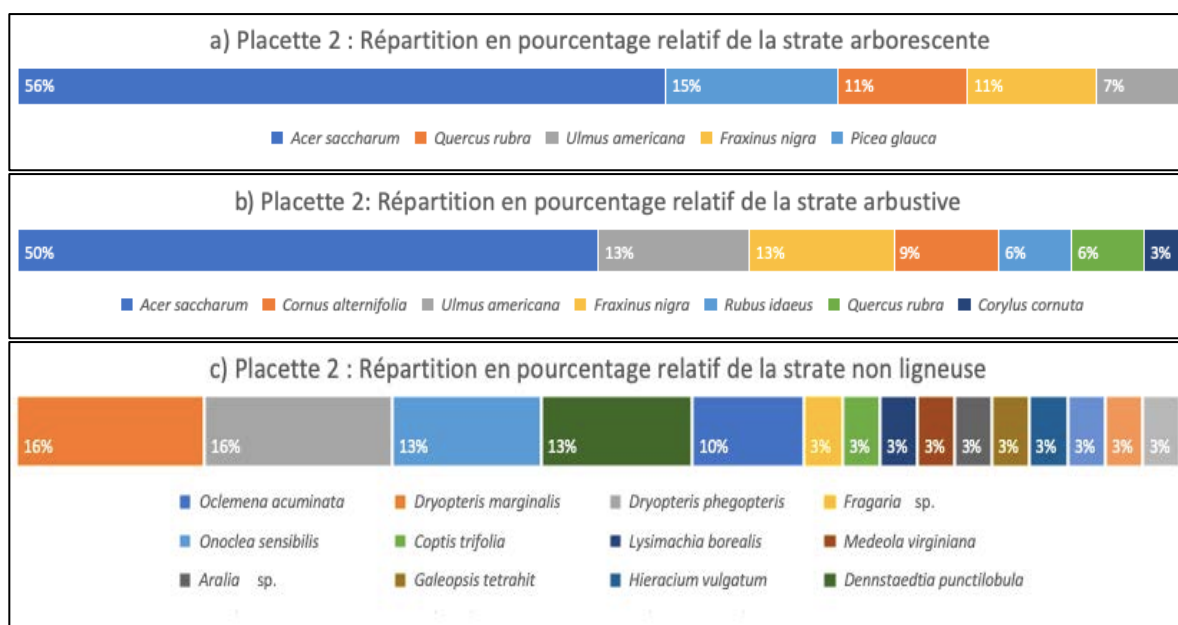 a) Placette 2 : Répartition en pourcentage relatif de la strate arborescente
56% 15% 11% 11% 7%
Acer saccharum Quercus rubra Ulmus americana Fraxinus nigra Picea glauca
b) Placette 2: Répartition en pourcentage relatif de la strate arbustive
50% 13% 13% 9% 6% 6% 3%
Acer saccharum Cornus alternifolia Ulmus americana Fraxinus nigra Rubus idaeus Quercus rubra Corylus cornuta
c) Placette 2 : Répartition en pourcentage relatif de la strate non ligneuse
16% 16% 13% 13% 10% 3% 3% 3% 3% 3% 3% 3% 3% 3% 3%
Oclemena acuminata Dryopteris marginalis Dryopteris phegopteris Fragaria sp.
Onoclea sensibilis Coptis trifolia Lysimachia borealis Medeola virginiana
Aralia sp. Galeopsis tetrahit Hieracium vulgatum Dennstaedtia punctilobula